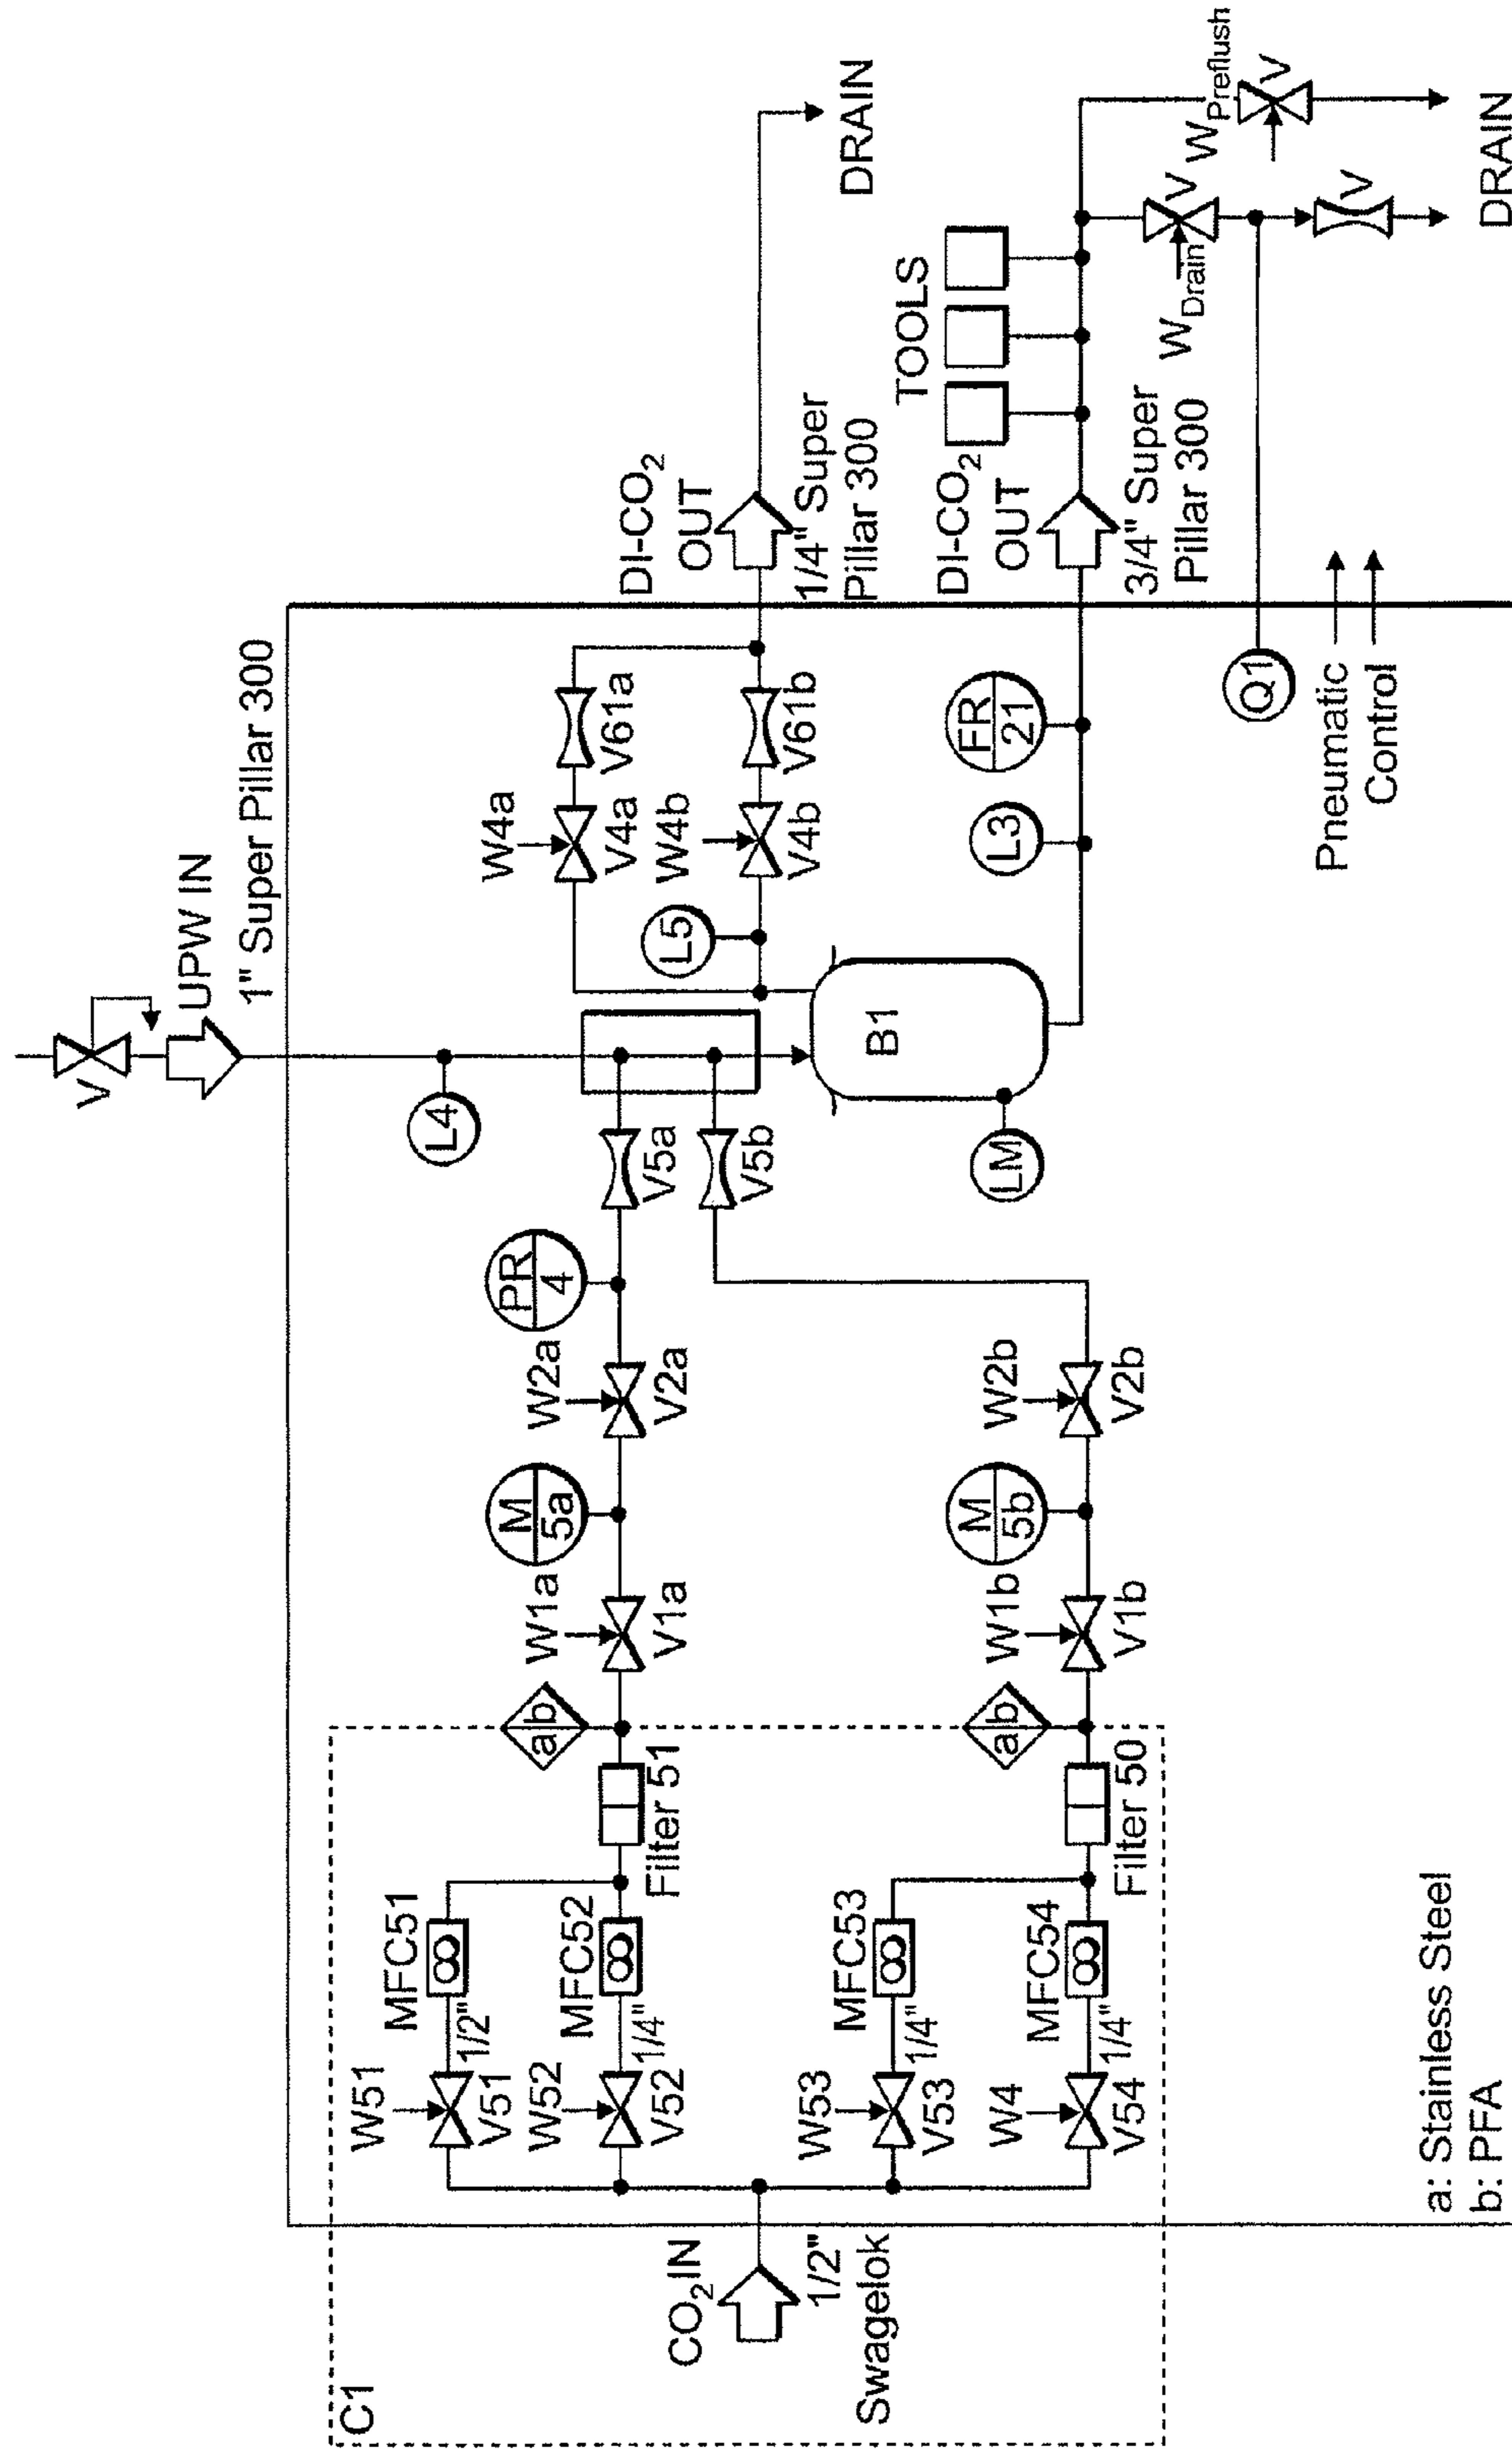 V
UPW IN
1" Super Pillar 300
L4
C1
CO2 IN
1/2"
Swagelok
W51
V51
1/2"
MFC51
W52
V52
1/4"
MFC52
Filter 51
a b
W53
V53
1/4"
MFC53
W4
V54
1/4"
MFC54
Filter 50
a b
W1a
V1a
M
5a
W2a
V2a
PR
4
V5a
W1b
V1b
M
5b
W2b
V2b
V5b
B1
LM
L5
W4a
V4a
V61a
W4b
V4b
V61b
DI-CO2
OUT
1/4" Super
Pillar 300
DRAIN
L3
FR
21
DI-CO2
OUT
3/4" Super
Pillar 300
TOOLS
WDrain
V
WPreflush
V
V
DRAIN
Q1
Pneumatic
Control
a: Stainless Steel
b: PFA